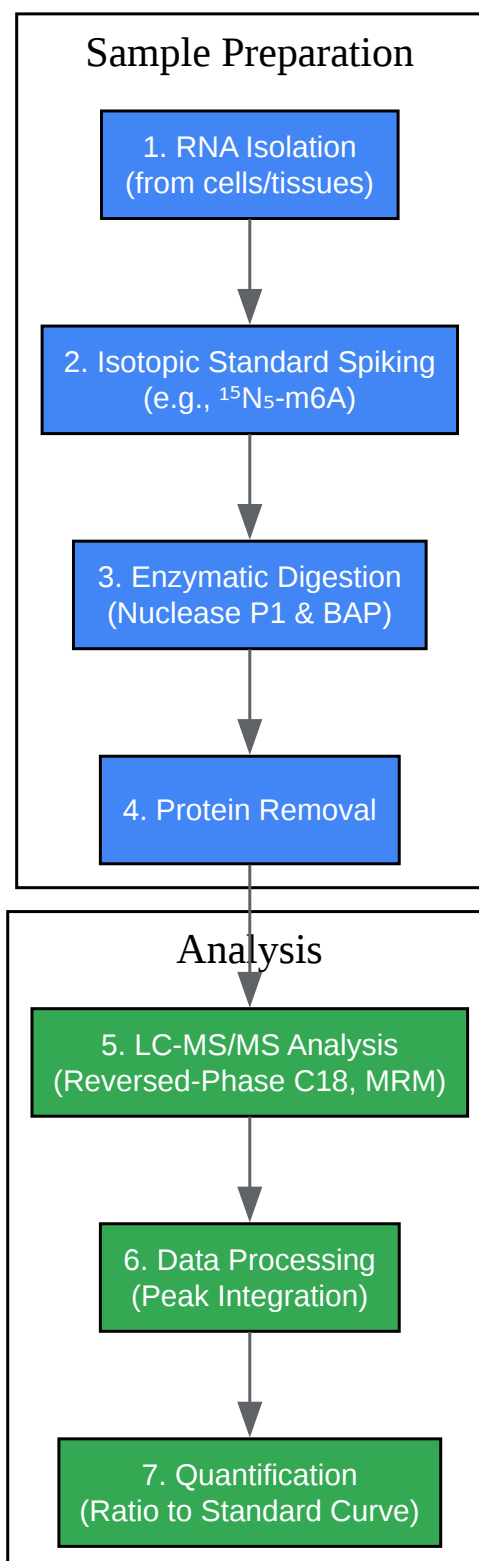 Sample Preparation
1. RNA Isolation
(from cells/tissues)
2. Isotopic Standard Spiking
(e.g., ¹⁵N₅-m6A)
3. Enzymatic Digestion
(Nuclease P1 & BAP)
4. Protein Removal
Analysis
5. LC-MS/MS Analysis
(Reversed-Phase C18, MRM)
6. Data Processing
(Peak Integration)
7. Quantification
(Ratio to Standard Curve)